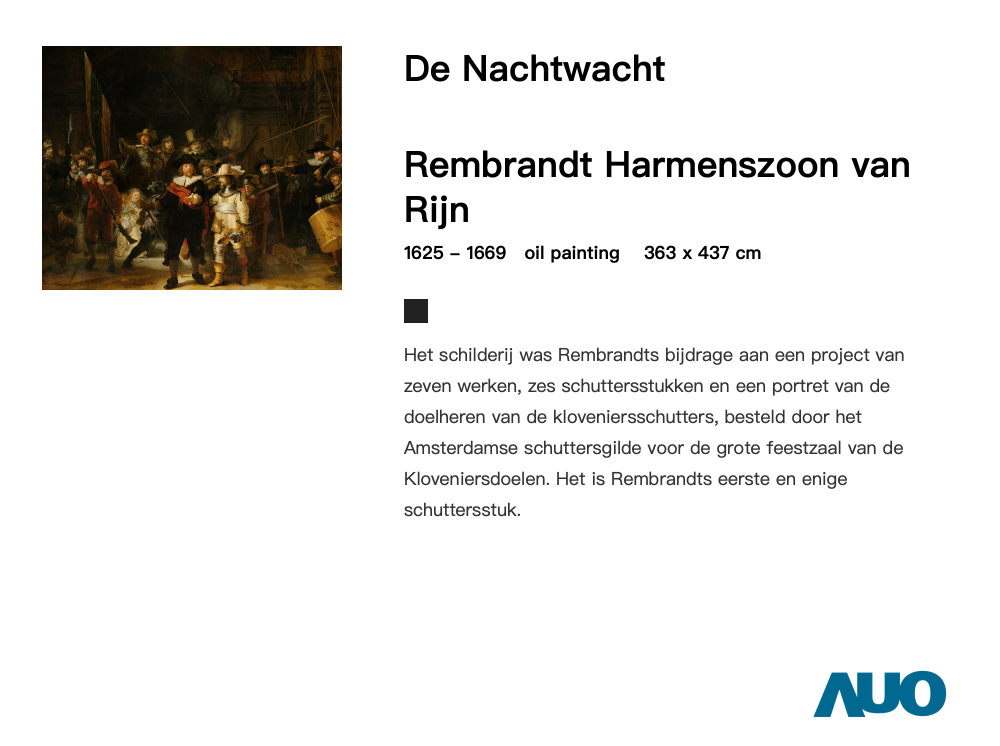 De Nachtwacht
Rembrandt Harmenszoon van
Rijn
1625 – 1669 oil painting 363 x 437 cm
Het schilderij was Rembrandts bijdrage aan een project van
zeven werken, zes schuttersstukken en een portret van de
doelheren van de kloveniersschutters, besteld door het
Amsterdamse schuttersgilde voor de grote feestzaal van de
Kloveniersdoelen. Het is Rembrandts eerste en enige
schuttersstuk.
AUO